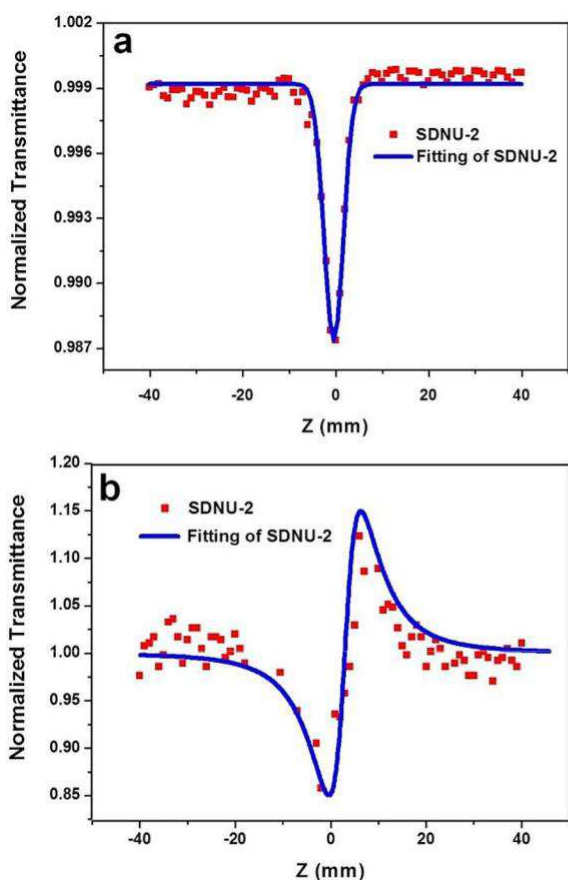 a
1.002
0.999
0.996
0.993
0.990
0.987
Normalized Transmittance
SDNU-2
Fitting of SDNU-2
-40
-20
0
20
40
Z (mm)
b
1.20
1.15
1.10
1.05
1.00
0.95
0.90
0.85
Normalized Transmittance
SDNU-2
Fitting of SDNU-2
-40
-20
0
20
40
Z (mm)